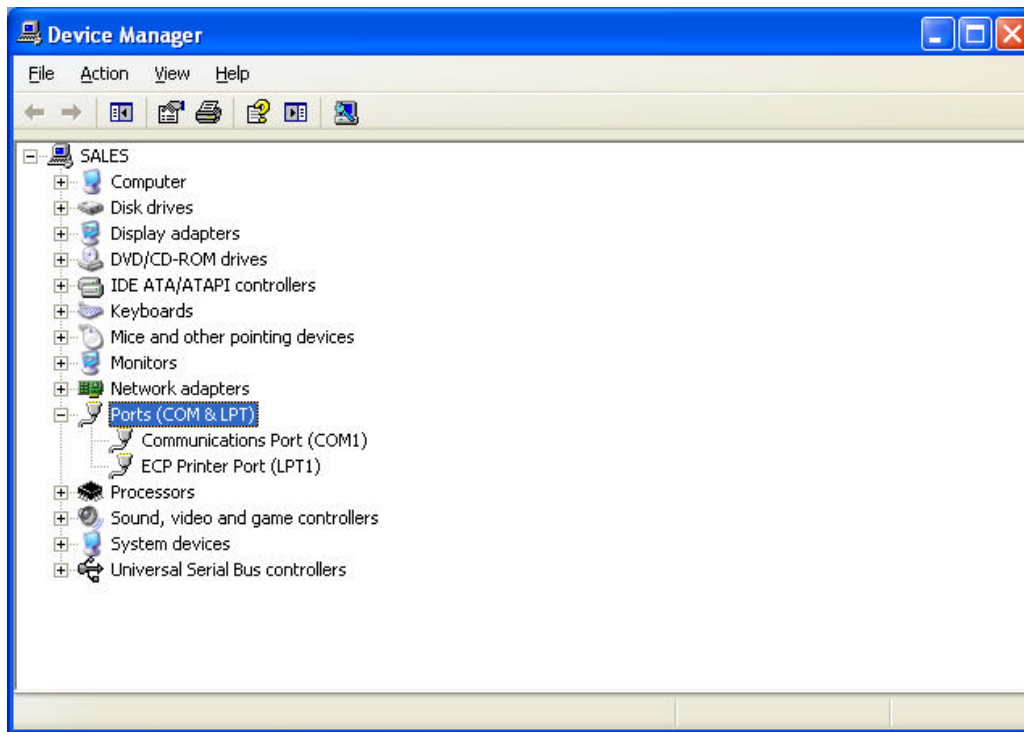 Device Manager
File Action View Help
SALES
Computer
Disk drives
Display adapters
DVD/CD-ROM drives
IDE ATA/ATAPI controllers
Keyboards
Mice and other pointing devices
Monitors
Network adapters
Ports (COM & LPT)
Communications Port (COM1)
ECP Printer Port (LPT1)
Processors
Sound, video and game controllers
System devices
Universal Serial Bus controllers